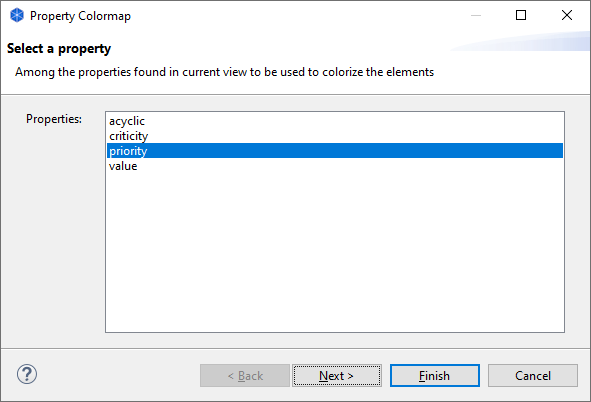 Property Colormap
Select a property
Among the properties found in current view to be used to colorize the elements
Properties:
acyclic
criticity
priority
value
?
< Back Next > Finish Cancel